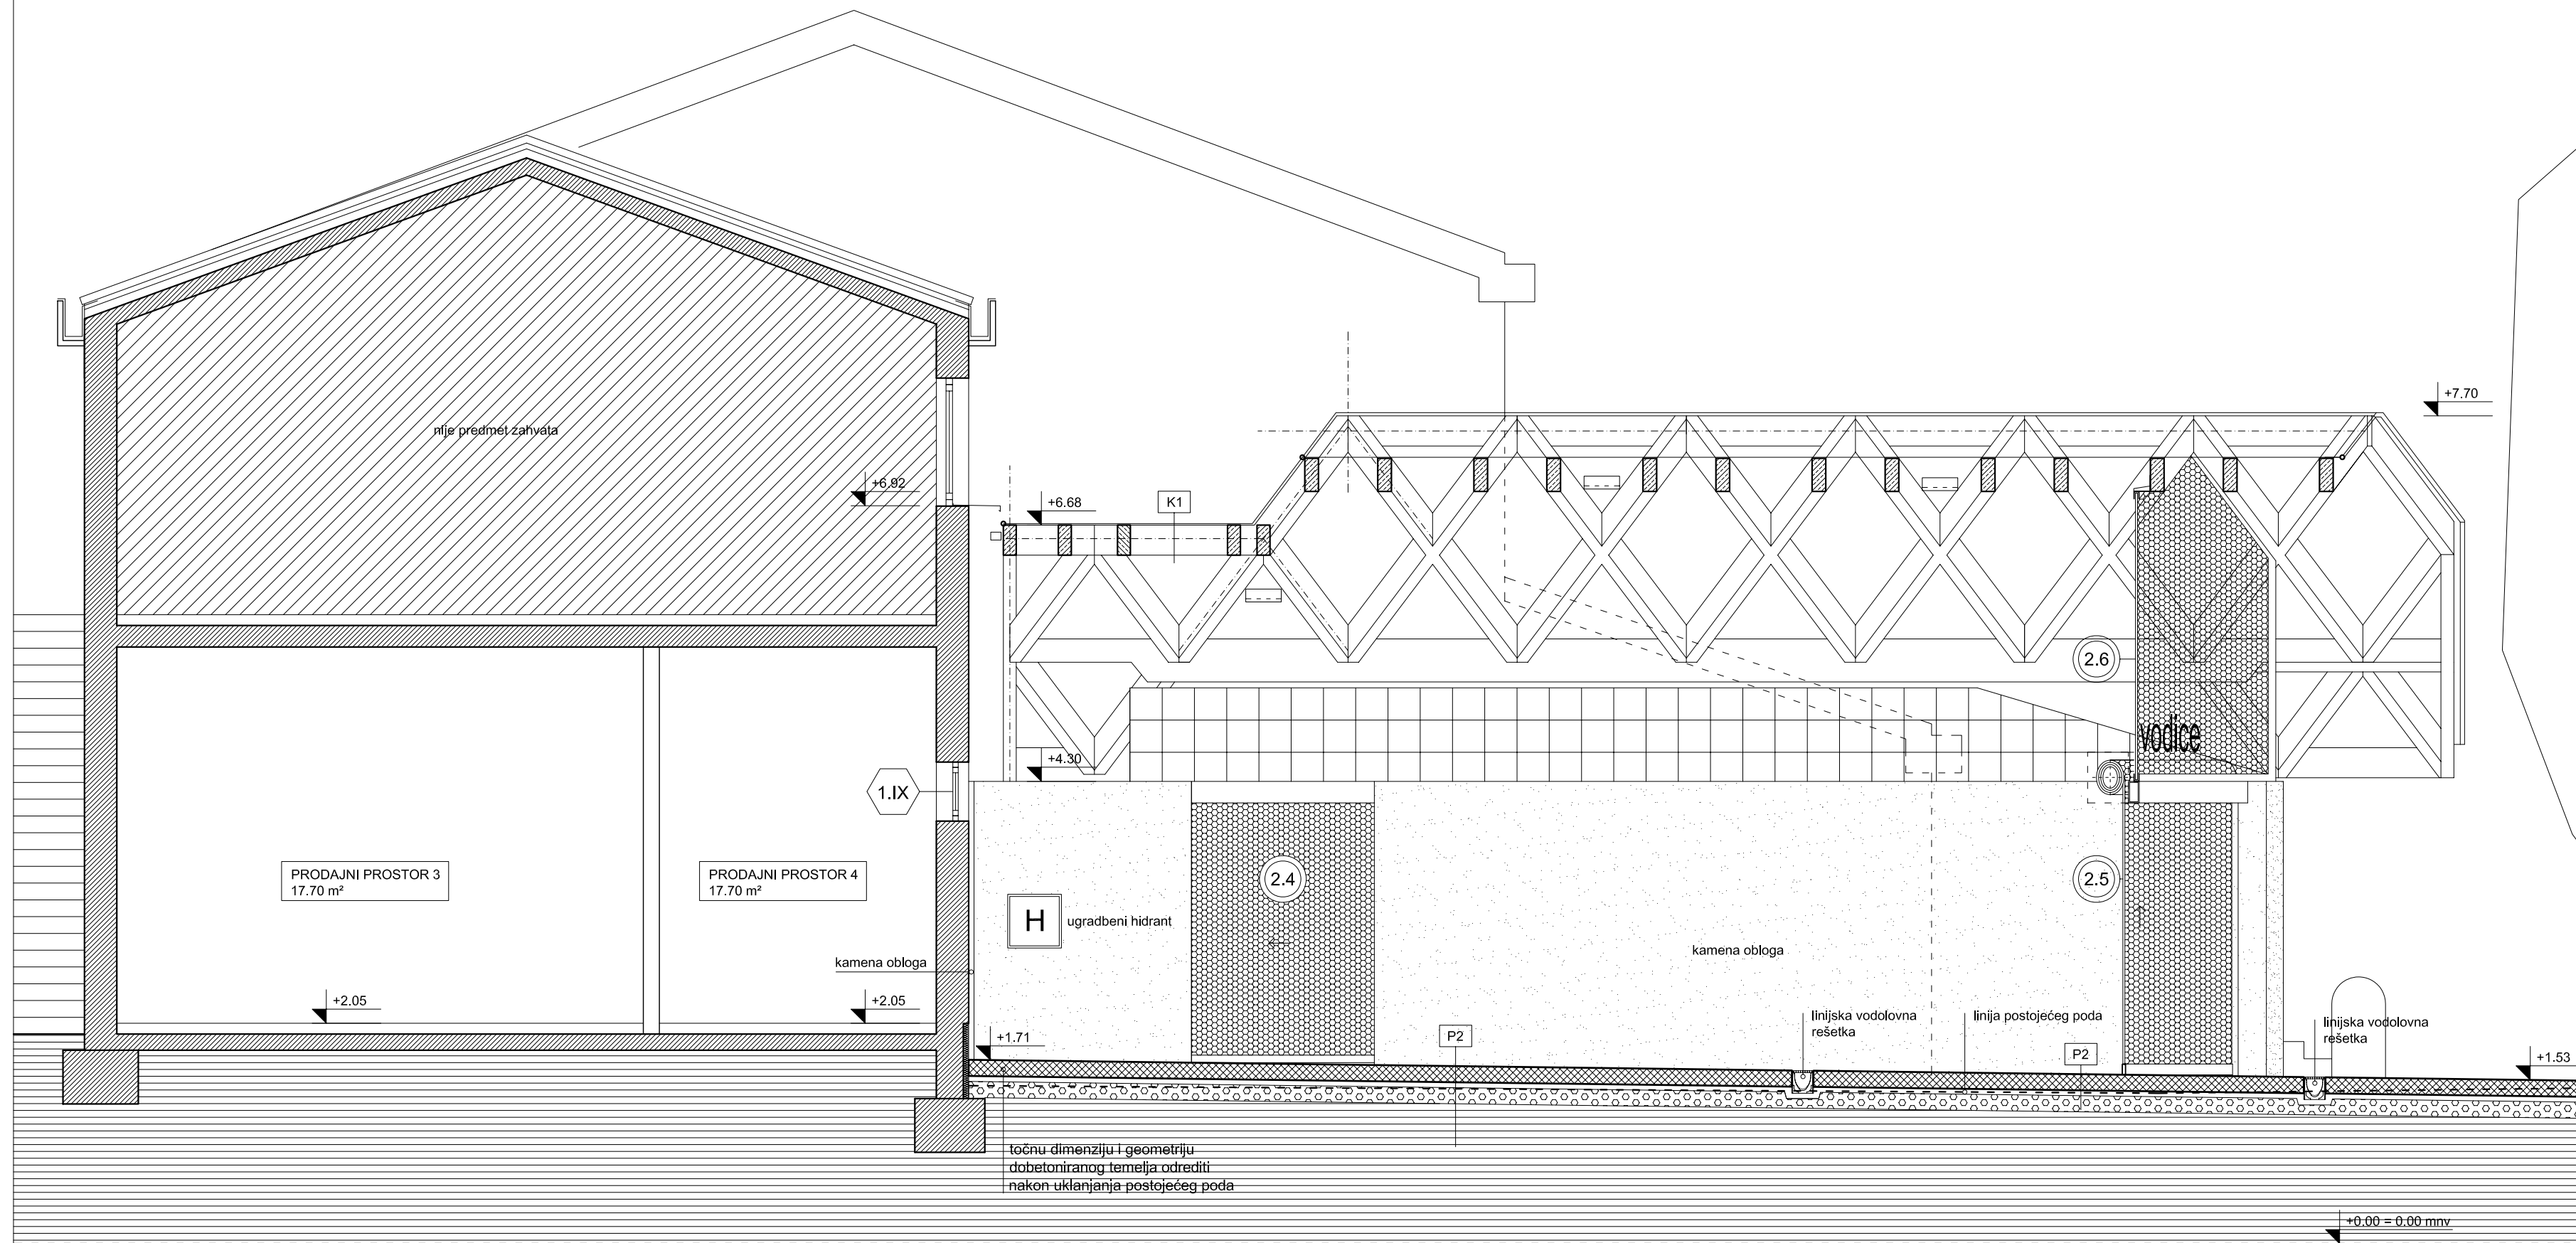 +7.70
nije predmet zahvata
+6.92
+6.68
K1
2.6
vodice
+4.30
1.IX
PRODAJNI PROSTOR 3
17.70 m²
PRODAJNI PROSTOR 4
17.70 m²
2.4
2.5
H
ugradbeni hidrant
kamena obloga
kamena obloga
+2.05
+2.05
linijska vodolovna
rešetka
linija postojećeg poda
linijska vodolovna
rešetka
+1.71
P2
P2
+1.53
točnu dimenziju i geometriju
dobetoniranog temelja odrediti
nakon uklanjanja postojećeg poda
+0.00 = 0.00 mnv